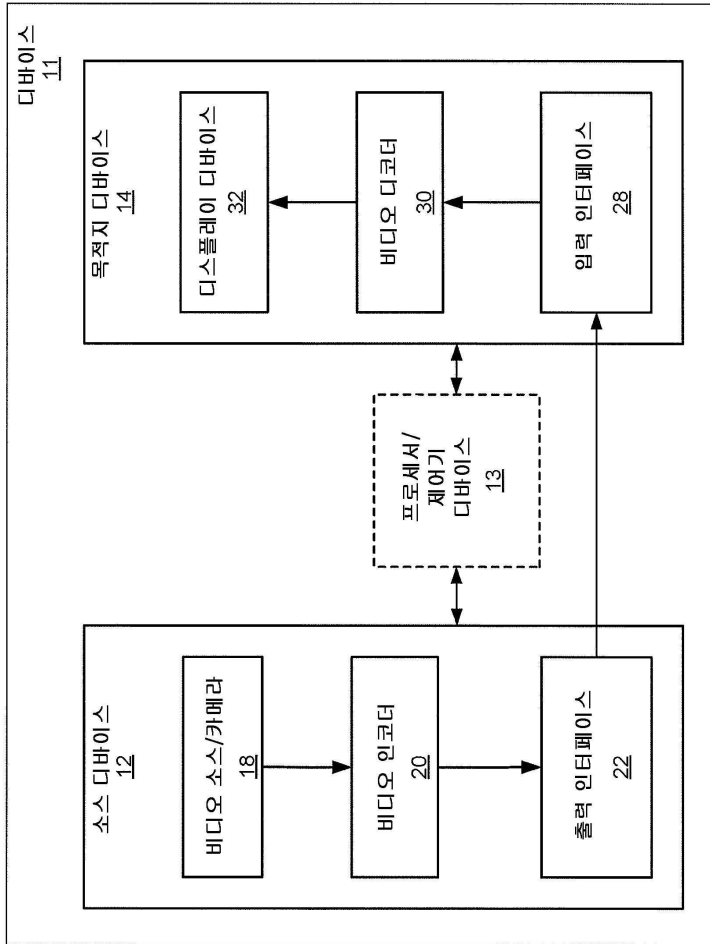 디바이스
11
소스 디바이스
12
비디오 소스/카메라
18
비디오 인코더
20
출력 인터페이스
22
프로세서/
제어기
디바이스
13
목적지 디바이스
14
디스플레이 디바이스
32
비디오 디코더
30
입력 인터페이스
28